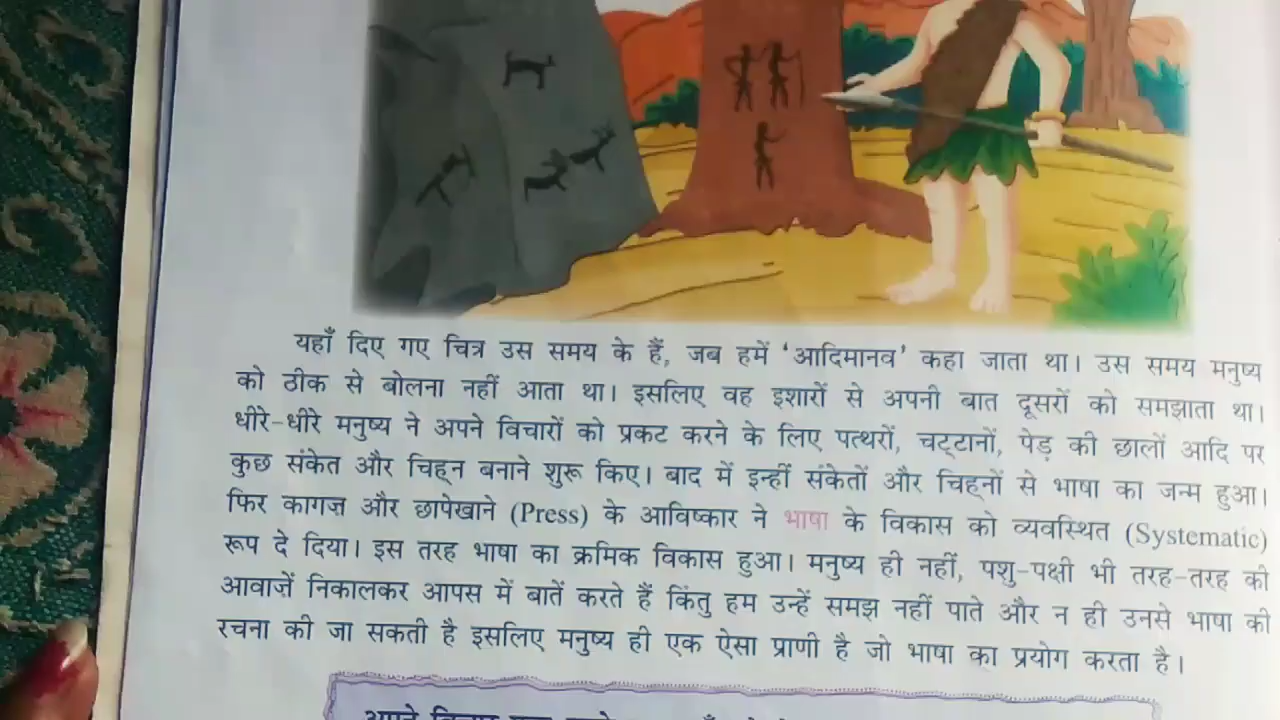 यहाँ दिए गए चित्र उस समय के हैं, जब हमें ‘आदिमानव’ कहा जाता था। उस समय मनुष्य
को ठीक से बोलना नहीं आता था। इसलिए वह इशारों से अपनी बात दूसरों को समझाता था।
धीरे-धीरे मनुष्य ने अपने विचारों को प्रकट करने के लिए पत्थरों, चट्टानों, पेड़ की छालों आदि पर
कुछ संकेत और चिह्न बनाने शुरू किए। बाद में इन्हीं संकेतों और चिह्नों से भाषा का जन्म हुआ।
फिर कागज़ और छापेखाने (Press) के आविष्कार ने भाषा के विकास को व्यवस्थित (Systematic)
रूप दे दिया। इस तरह भाषा का क्रमिक विकास हुआ। मनुष्य ही नहीं, पशु-पक्षी भी तरह-तरह की
आवाज़ें निकालकर आपस में बातें करते हैं किंतु हम उन्हें समझ नहीं पाते और न ही उनसे भाषा की
रचना की जा सकती है इसलिए मनुष्य ही एक ऐसा प्राणी है जो भाषा का प्रयोग करता है।